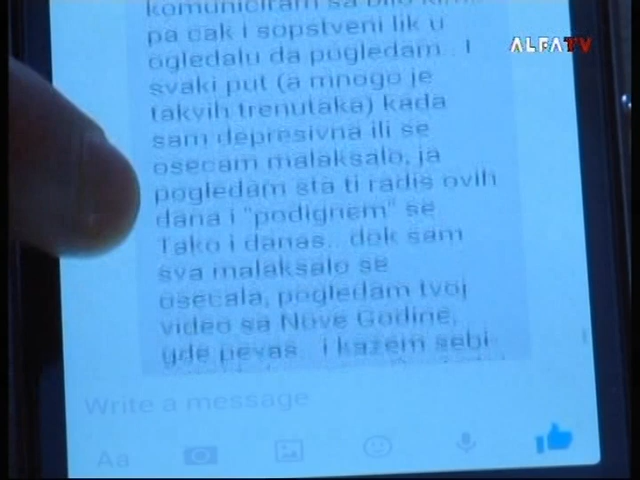 komuniciram sa bilo kim..
pa cak i sopstveni lik u
ogledalu da pogledam.. I
svaki put (a mnogo je
takvih trenutaka) kada
sam depresivna ili se
osecam malaksalo, ja
pogledam sta ti radis ovih
dana i "podignem" se
Tako i danas.. dok sam
sva malaksalo se
osecala, pogledam tvoj
video sa Nove Godine,
gde pevas.. i kazem sebi
Write a message
Aa
ALFATV